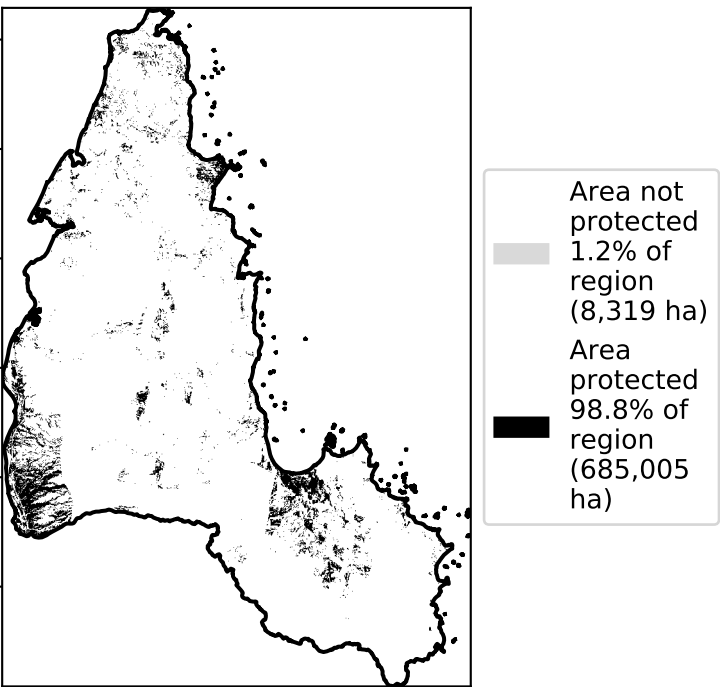 Area not
protected
1.2% of
region
(8,319 ha)
Area
protected
98.8% of
region
(685,005
ha)